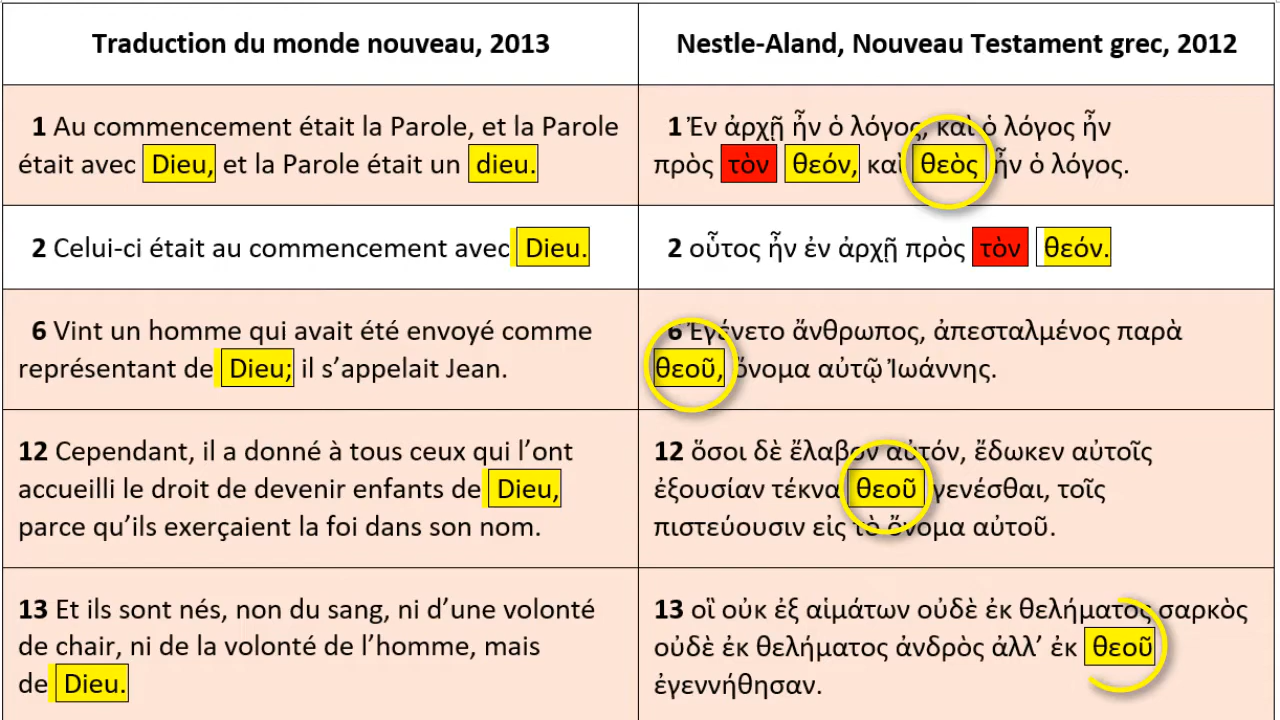 Traduction du monde nouveau, 2013
Nestle-Aland, Nouveau Testament grec, 2012
1 Au commencement était la Parole, et la Parole
était avec Dieu, et la Parole était un dieu.
1 Ἐν ἀρχῇ ἦν ὁ λόγος, καὶ ὁ λόγος ἦν
πρὸς τὸν θεόν, καὶ θεὸς ἦν ὁ λόγος.
2 Celui-ci était au commencement avec Dieu.
2 οὗτος ἦν ἐν ἀρχῇ πρὸς τὸν θεόν.
6 Vint un homme qui avait été envoyé comme
représentant de Dieu; il s’appelait Jean.
6 Ἐγένετο ἄνθρωπος, ἀπεσταλμένος παρὰ
θεοῦ, ὄνομα αὐτῷ Ἰωάννης.
12 Cependant, il a donné à tous ceux qui l’ont
accueilli le droit de devenir enfants de Dieu,
parce qu’ils exerçaient la foi dans son nom.
12 ὅσοι δὲ ἔλαβον αὐτόν, ἔδωκεν αὐτοῖς
ἐξουσίαν τέκνα θεοῦ γενέσθαι, τοῖς
πιστεύουσιν εἰς τὸ ὄνομα αὐτοῦ.
13 Et ils sont nés, non du sang, ni d’une volonté
de chair, ni de la volonté de l’homme, mais
de Dieu.
13 οἳ οὐκ ἐξ αἱμάτων οὐδὲ ἐκ θελήματος σαρκὸς
οὐδὲ ἐκ θελήματος ἀνδρὸς ἀλλ’ ἐκ θεοῦ
ἐγεννήθησαν.